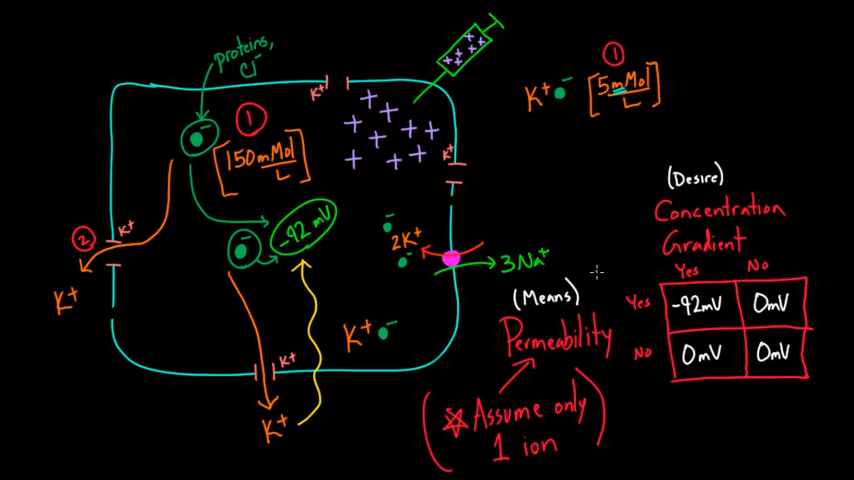 proteins,
Cl⁻
K⁺
+ + + + +
①
K⁺ ⁻ [5 mMol/L]
①
[150 mMol/L]
⁻
+ + + + + + + + +
K⁺
(Desire)
Concentration
Gradient
Yes No
Yes -92mV 0mV
No 0mV 0mV
②
K⁺
K⁺
-92 mV
⁻
⁻
2K⁺
⁻
3Na⁺
(Means)
Permeability
K⁺ ⁻
K⁺
K⁺
(☆ Assume only
1 ion)